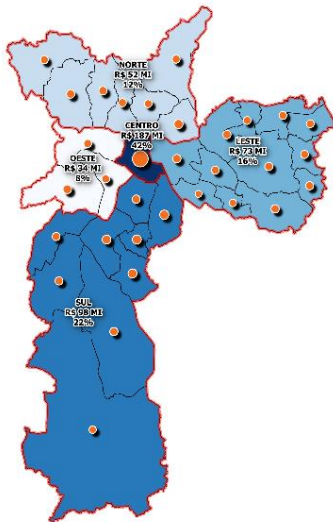 NORTE
R$ 52 MI
12%
CENTRO
R$ 187 MI
42%
LESTE
R$ 73 MI
16%
OESTE
R$ 34 MI
8%
SUL
R$ 98 MI
22%